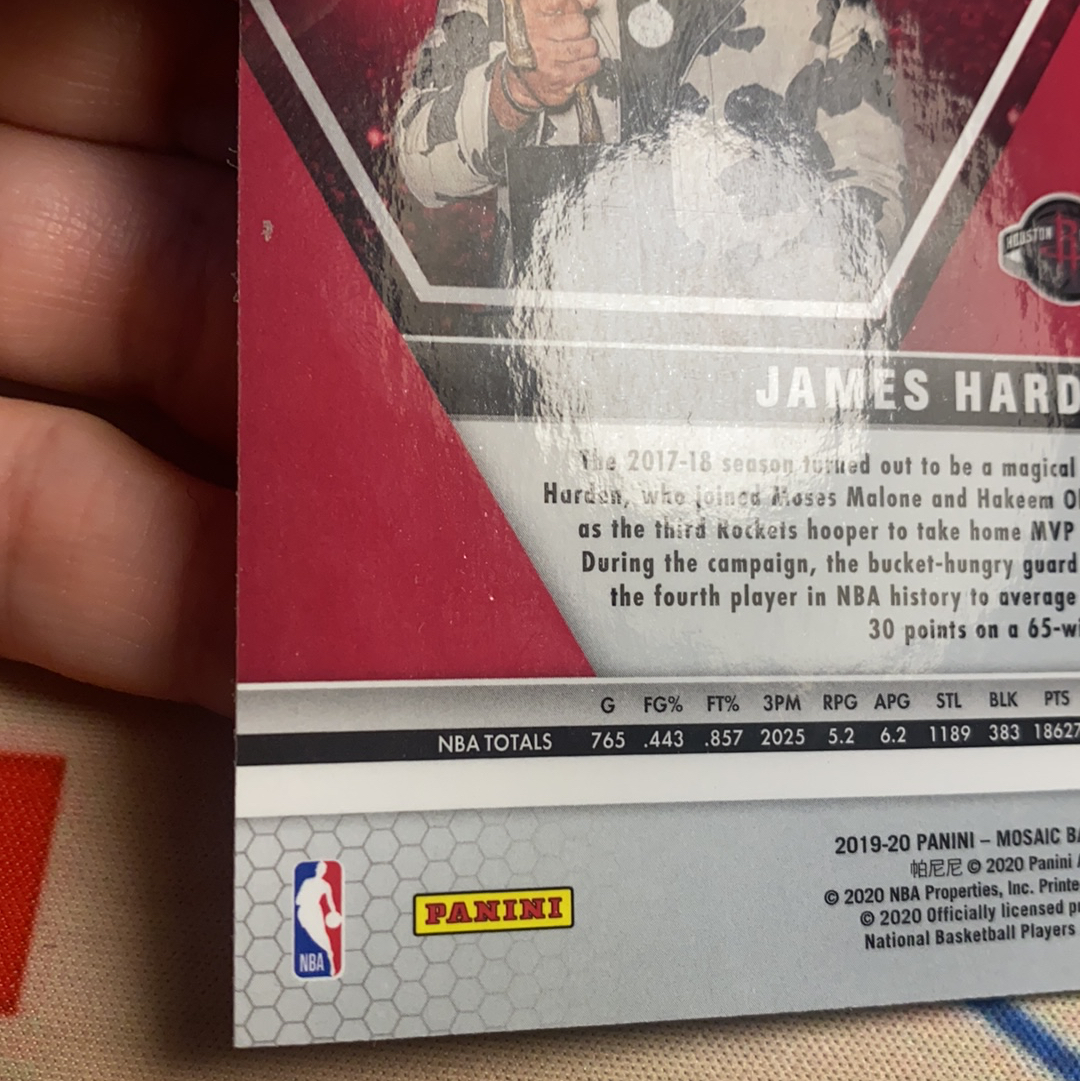 HOUSTON
R
JAMES HARD
The 2017-18 season turned out to be a magical
Harden, who joined Moses Malone and Hakeem Ol
as the third Rockets hooper to take home MVP
During the campaign, the bucket-hungry guard
the fourth player in NBA history to average
30 points on a 65-wi
G FG% FT% 3PM RPG APG STL BLK PTS
NBA TOTALS 765 .443 .857 2025 5.2 6.2 1189 383 18627
2019-20 PANINI – MOSAIC BA
帕尼尼 © 2020 Panini A
© 2020 NBA Properties, Inc. Printe
© 2020 Officially licensed pr
National Basketball Players
PANINI
NBA